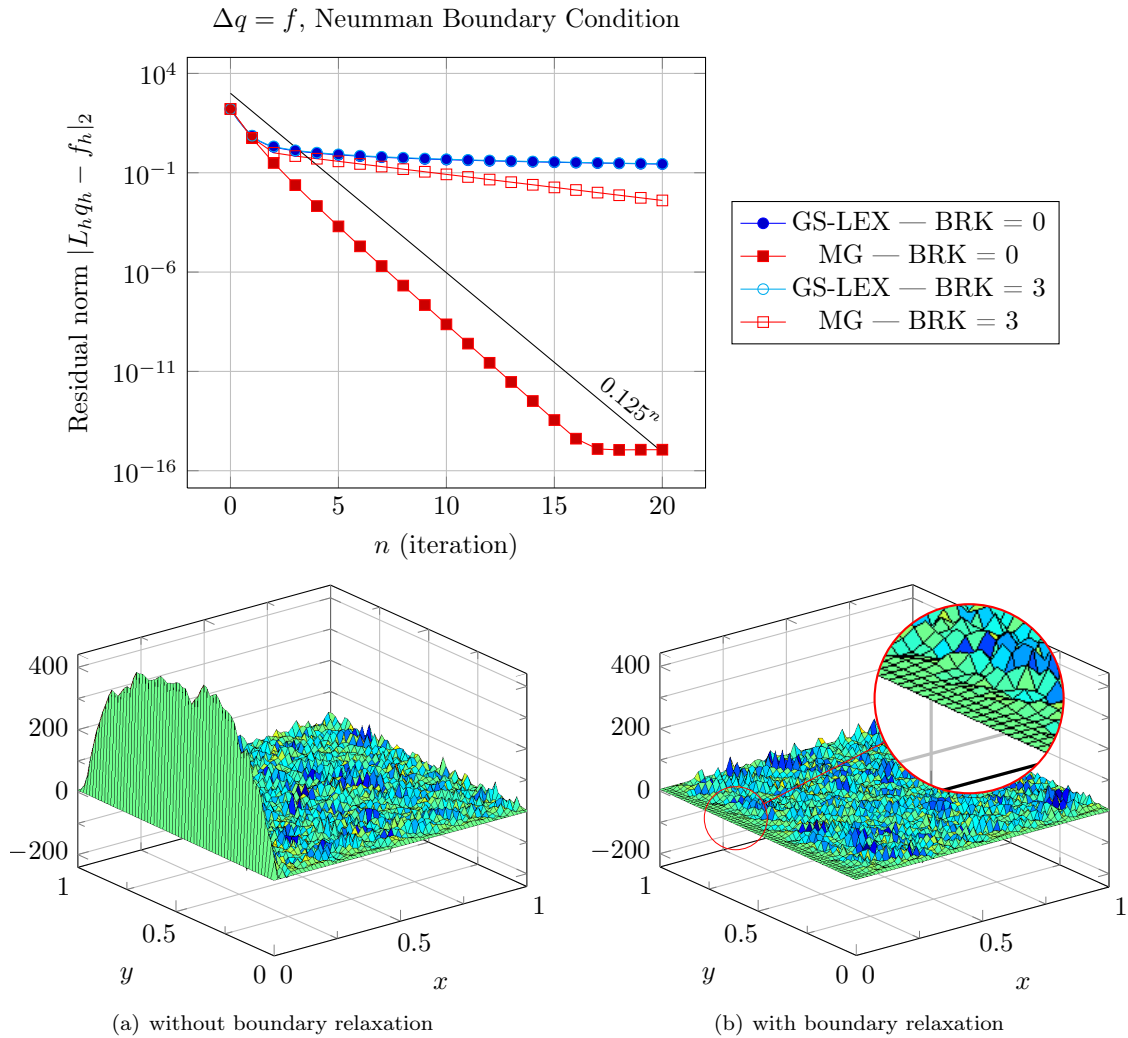 Δq = f, Neumman Boundary Condition
10^4
10^−1
10^−6
10^−11
10^−16
Residual norm |L_h q_h − f_h|_2
0.125^n
0
5
10
15
20
n (iteration)
GS-LEX — BRK = 0
MG — BRK = 0
GS-LEX — BRK = 3
MG — BRK = 3
400
200
0
−200
1
0.5
0
y
0
0.5
1
x
(a) without boundary relaxation
400
200
0
−200
1
0.5
0
y
0
0.5
1
x
(b) with boundary relaxation